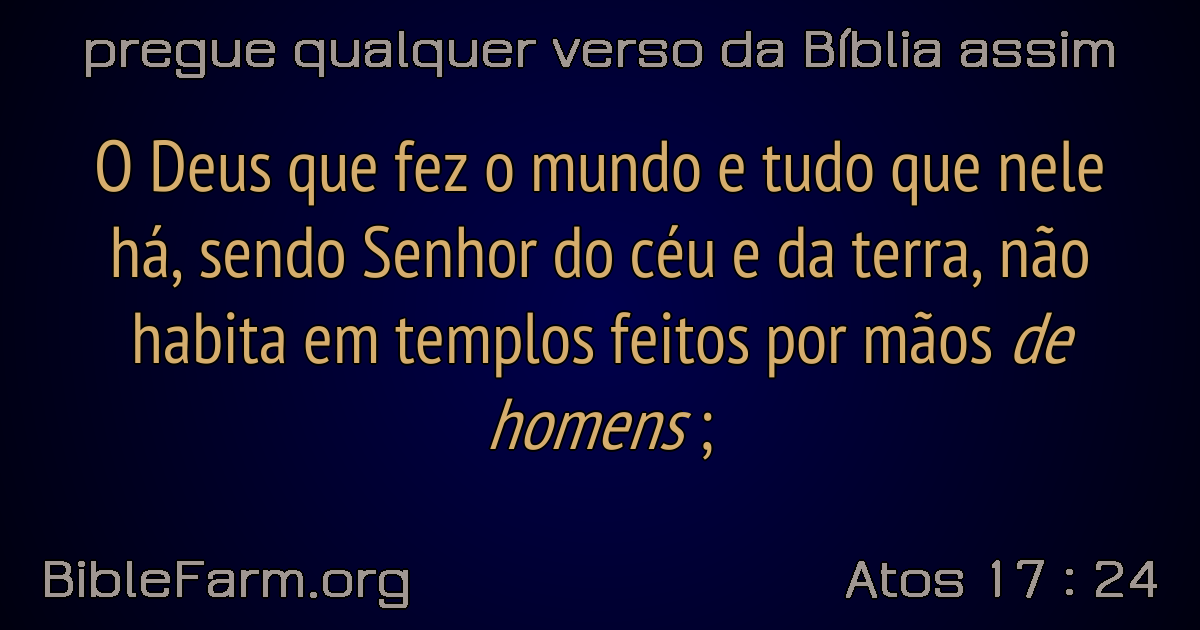 pregue qualquer verso da Bíblia assim
O Deus que fez o mundo e tudo que nele
há, sendo Senhor do céu e da terra, não
habita em templos feitos por mãos de
homens ;
BibleFarm.org
Atos 17 : 24